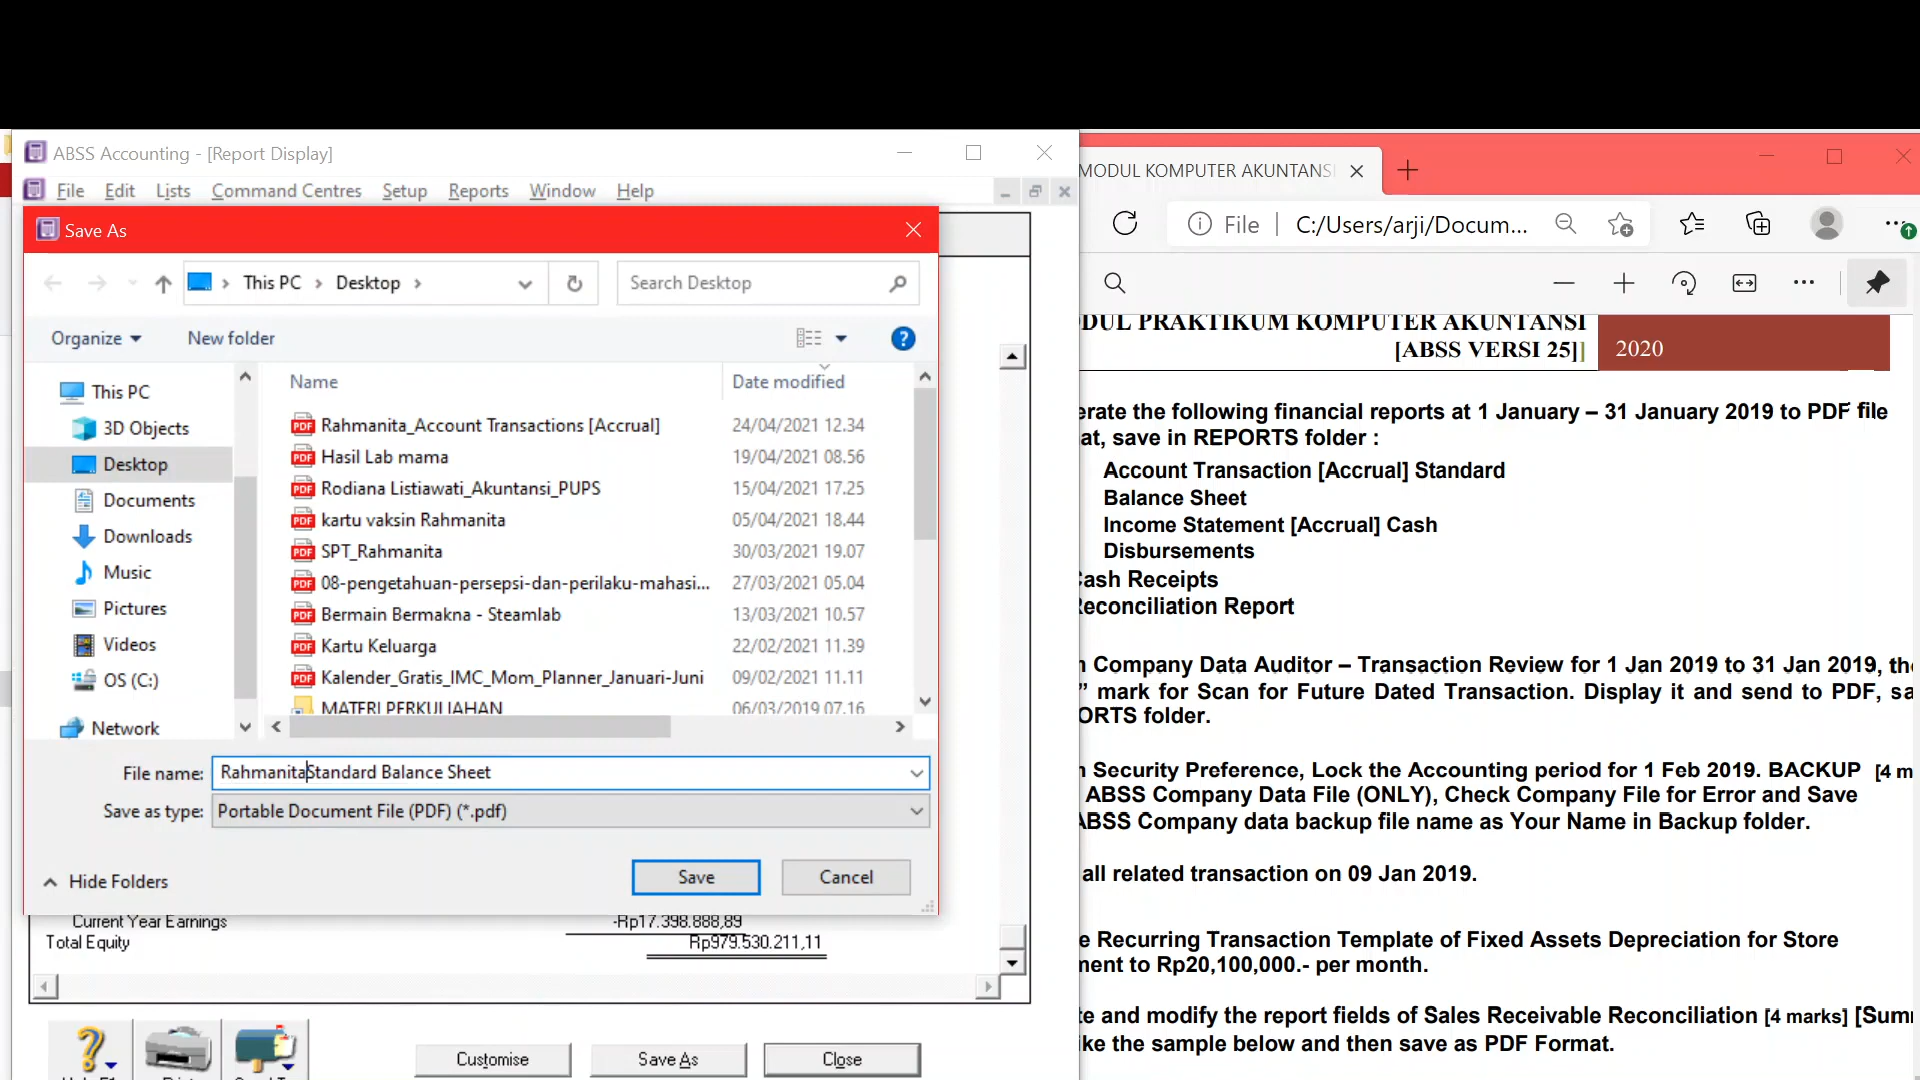 ABSS Accounting - [Report Display]
File Edit Lists Command Centres Setup Reports Window Help
Save As
This PC > Desktop >
Search Desktop
Organize
New folder
This PC
3D Objects
Desktop
Documents
Downloads
Music
Pictures
Videos
OS (C:)
Network
Name Date modified
Rahmanita_Account Transactions [Accrual] 24/04/2021 12.34
Hasil Lab mama 19/04/2021 08.56
Rodiana Listiawati_Akuntansi_PUPS 15/04/2021 17.25
kartu vaksin Rahmanita 05/04/2021 18.44
SPT_Rahmanita 30/03/2021 19.07
08-pengetahuan-persepsi-dan-perilaku-mahasi... 27/03/2021 05.04
Bermain Bermakna - Steamlab 13/03/2021 10.57
Kartu Keluarga 22/02/2021 11.39
Kalender_Gratis_IMC_Mom_Planner_Januari-Juni 09/02/2021 11.11
MATERI PERKULIAHAN 06/03/2019 07.16
File name: RahmanitaStandard Balance Sheet
Save as type: Portable Document File (PDF) (*.pdf)
Hide Folders
Save
Cancel
Current Year Earnings -Rp17.398.888,89
Total Equity Rp979.530.211,11
Customise
Save As
Close
MODUL KOMPUTER AKUNTANSI
File | C:/Users/arji/Docum...
DUL PRAKTIKUM KOMPUTER AKUNTANSI
[ABSS VERSI 25]] 2020
erate the following financial reports at 1 January – 31 January 2019 to PDF file
at, save in REPORTS folder :
Account Transaction [Accrual] Standard
Balance Sheet
Income Statement [Accrual] Cash
Disbursements
Cash Receipts
Reconciliation Report
n Company Data Auditor – Transaction Review for 1 Jan 2019 to 31 Jan 2019, the
” mark for Scan for Future Dated Transaction. Display it and send to PDF, sa
ORTS folder.
n Security Preference, Lock the Accounting period for 1 Feb 2019. BACKUP [4 m
ABSS Company Data File (ONLY), Check Company File for Error and Save
ABSS Company data backup file name as Your Name in Backup folder.
all related transaction on 09 Jan 2019.
e Recurring Transaction Template of Fixed Assets Depreciation for Store
ment to Rp20,100,000.- per month.
te and modify the report fields of Sales Receivable Reconciliation [4 marks] [Sum
ike the sample below and then save as PDF Format.